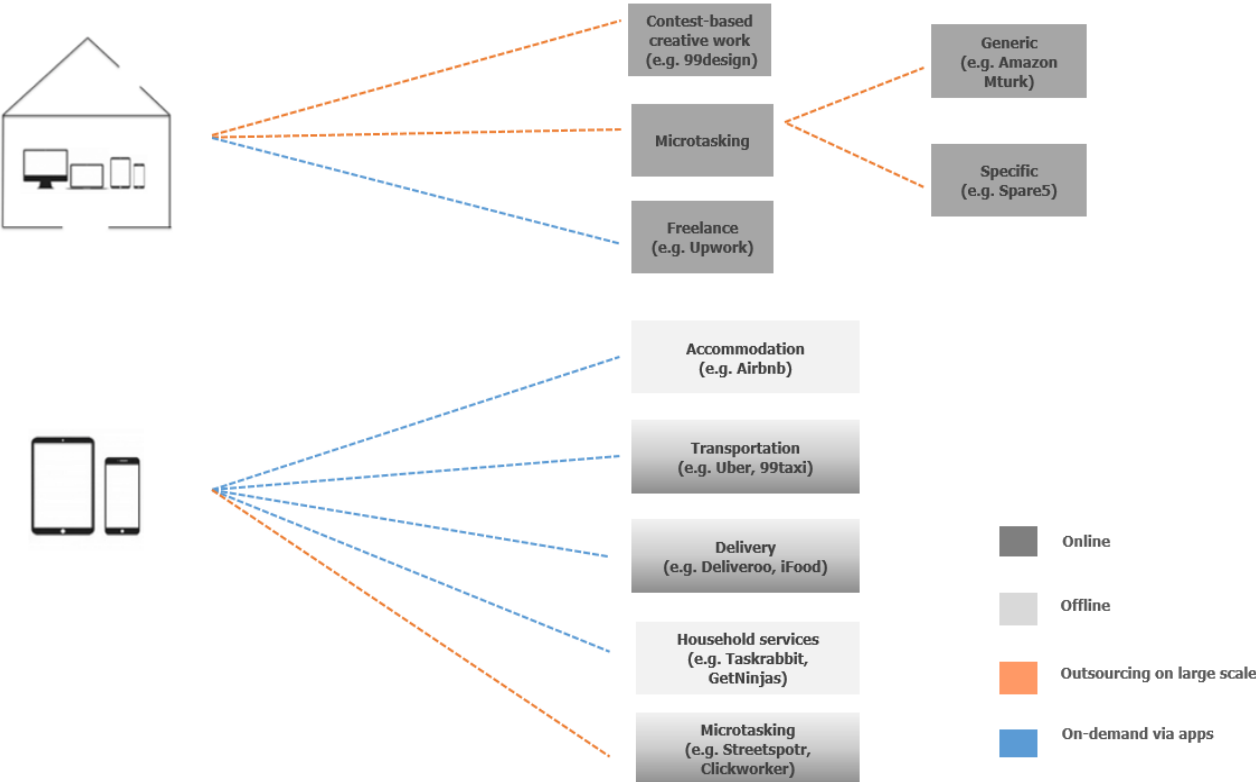 Contest-based
creative work
(e.g. 99design)
Generic
(e.g. Amazon
Mturk)
Microtasking
Specific
(e.g. Spare5)
Freelance
(e.g. Upwork)
Accommodation
(e.g. Airbnb)
Transportation
(e.g. Uber, 99taxi)
Delivery
(e.g. Deliveroo, iFood)
Household services
(e.g. Taskrabbit,
GetNinjas)
Microtasking
(e.g. Streetspotr,
Clickworker)
Online
Offline
Outsourcing on large scale
On-demand via apps